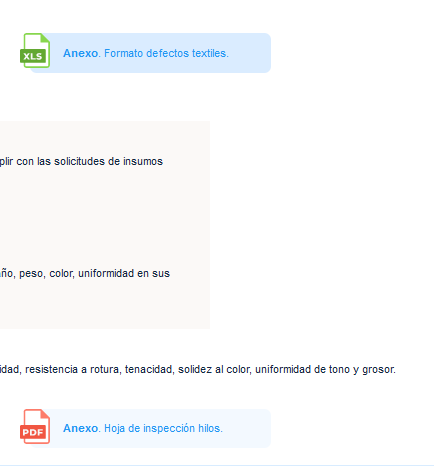 XLS Anexo. Formato defectos textiles.
plir con las solicitudes de insumos
ño, peso, color, uniformidad en sus
idad, resistencia a rotura, tenacidad, solidez al color, uniformidad de tono y grosor.
PDF Anexo. Hoja de inspección hilos.